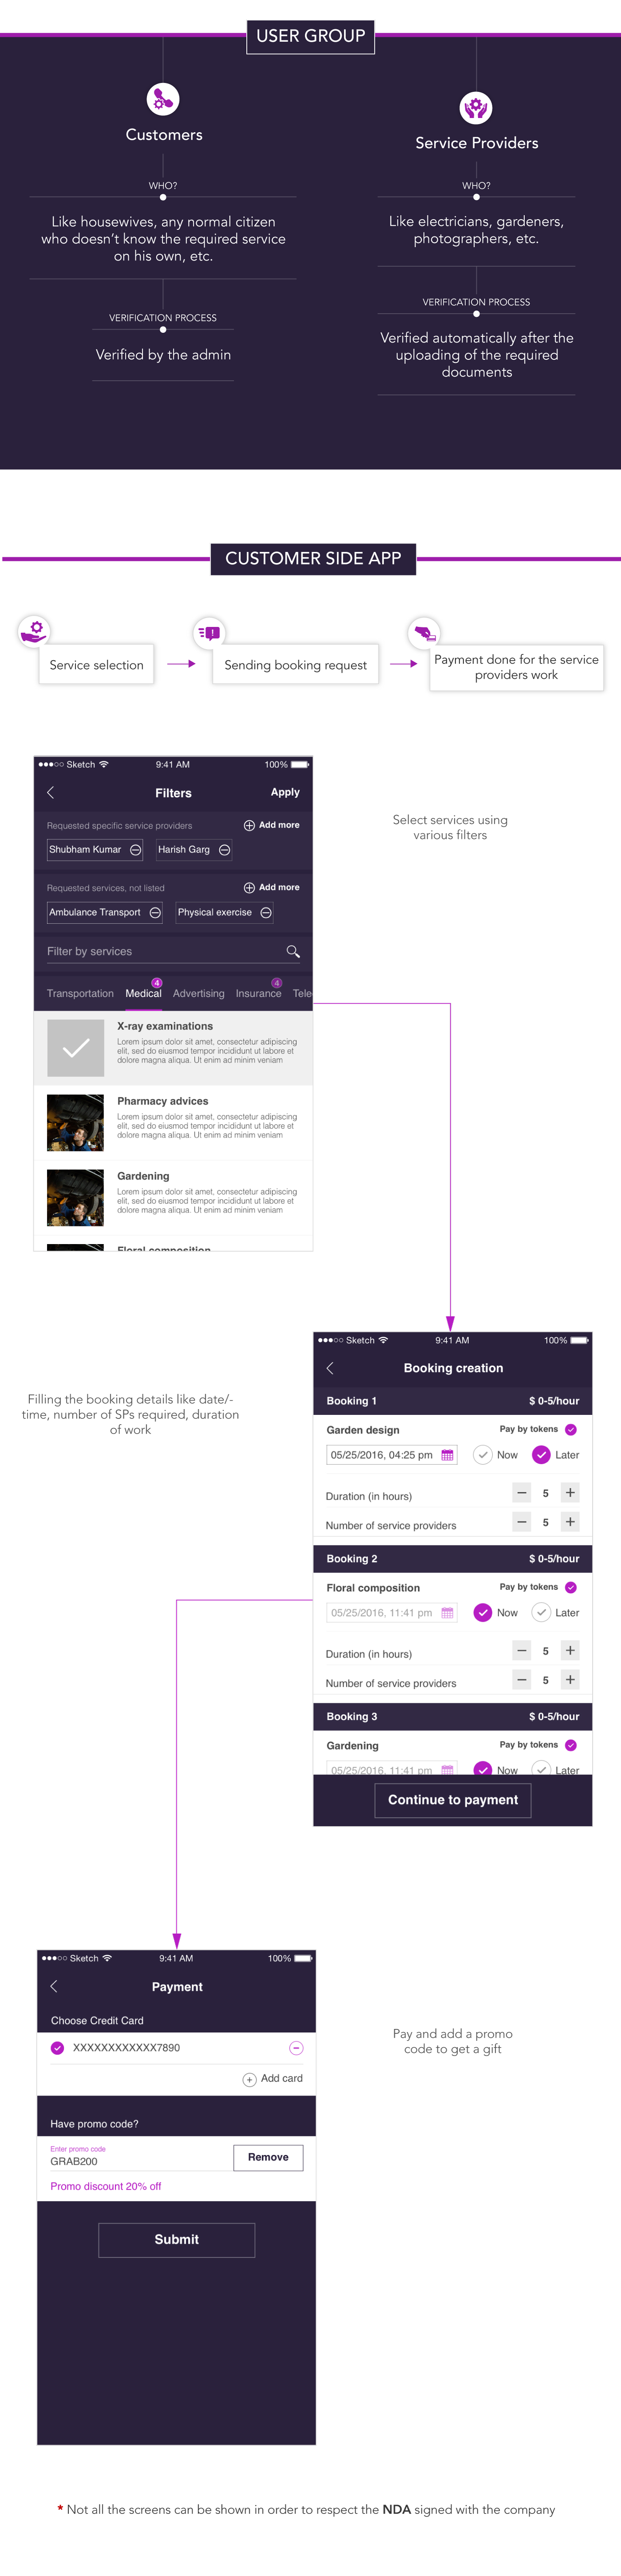 USER GROUP
Customers
WHO?
Like housewives, any normal citizen
who doesn't know the required service
on his own, etc.
VERIFICATION PROCESS
Verified by the admin
Service Providers
WHO?
Like electricians, gardeners,
photographers, etc.
VERIFICATION PROCESS
Verified automatically after the
uploading of the required
documents
CUSTOMER SIDE APP
Service selection
Sending booking request
Payment done for the service
providers work
Sketch 9:41 AM 100%
Filters Apply
Requested specific service providers Add more
Shubham Kumar Harish Garg
Requested services, not listed Add more
Ambulance Transport Physical exercise
Filter by services
4 4
Transportation Medical Advertising Insurance Tele
X-ray examinations
Lorem ipsum dolor sit amet, consectetur adipiscing
elit, sed do eiusmod tempor incididunt ut labore et
dolore magna aliqua. Ut enim ad minim veniam
Pharmacy advices
Lorem ipsum dolor sit amet, consectetur adipiscing
elit, sed do eiusmod tempor incididunt ut labore et
dolore magna aliqua. Ut enim ad minim veniam
Gardening
Lorem ipsum dolor sit amet, consectetur adipiscing
elit, sed do eiusmod tempor incididunt ut labore et
dolore magna aliqua. Ut enim ad minim veniam
Floral composition
Select services using
various filters
Filling the booking details like date/-
time, number of SPs required, duration
of work
Sketch 9:41 AM 100%
Booking creation
Booking 1 $ 0-5/hour
Garden design Pay by tokens
05/25/2016, 04:25 pm Now Later
Duration (in hours) − 5 +
Number of service providers − 5 +
Booking 2 $ 0-5/hour
Floral composition Pay by tokens
05/25/2016, 11:41 pm Now Later
Duration (in hours) − 5 +
Number of service providers − 5 +
Booking 3 $ 0-5/hour
Gardening Pay by tokens
05/25/2016, 11:41 pm Now Later
Continue to payment
Sketch 9:41 AM 100%
Payment
Choose Credit Card
XXXXXXXXXXXX7890
Add card
Have promo code?
Enter promo code
GRAB200 Remove
Promo discount 20% off
Submit
Pay and add a promo
code to get a gift
* Not all the screens can be shown in order to respect the NDA signed with the company